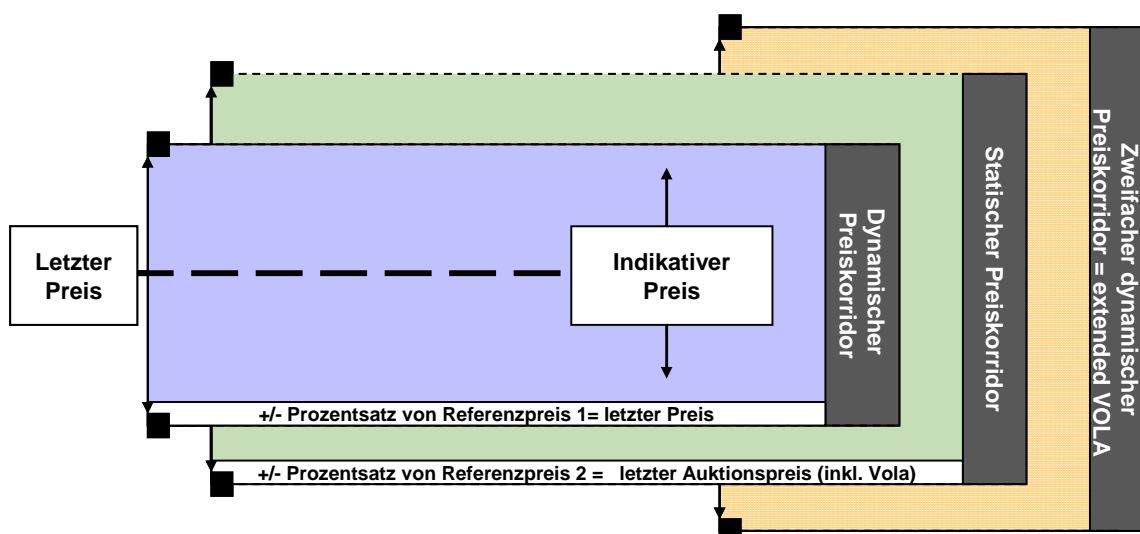 Letzter
Preis
Indikativer
Preis
Dynamischer
Preiskorridor
Statischer Preiskorridor
Zweifacher dynamischer
Preiskorridor = extended VOLA
+/- Prozentsatz von Referenzpreis 1= letzter Preis
+/- Prozentsatz von Referenzpreis 2 = letzter Auktionspreis (inkl. Vola)